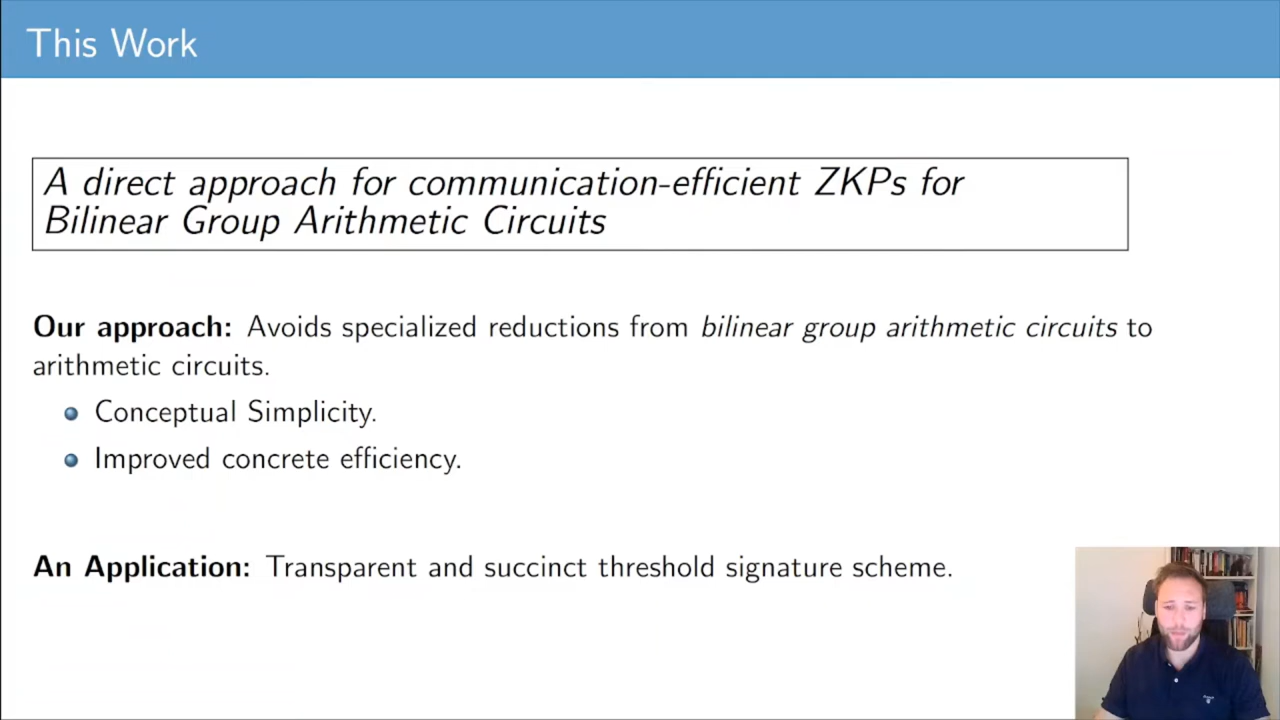 This Work
A direct approach for communication-efficient ZKPs for
Bilinear Group Arithmetic Circuits
Our approach: Avoids specialized reductions from bilinear group arithmetic circuits to
arithmetic circuits.
Conceptual Simplicity.
Improved concrete efficiency.
An Application: Transparent and succinct threshold signature scheme.